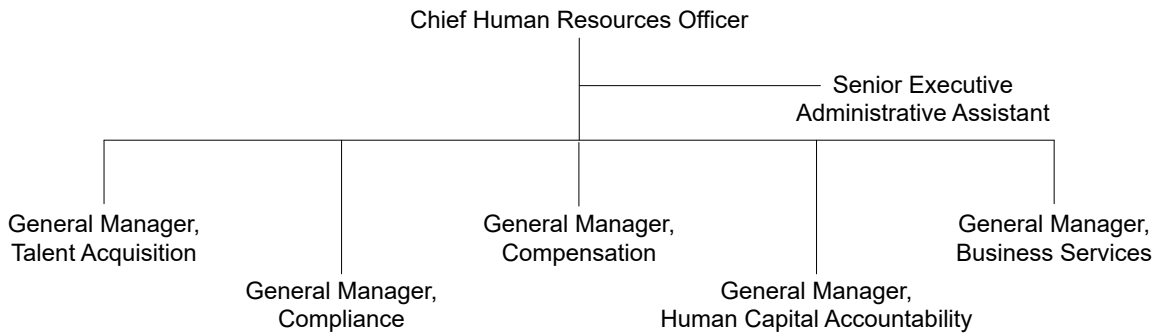 Chief Human Resources Officer
Senior Executive
Administrative Assistant
General Manager,
Talent Acquisition
General Manager,
Compliance
General Manager,
Compensation
General Manager,
Human Capital Accountability
General Manager,
Business Services